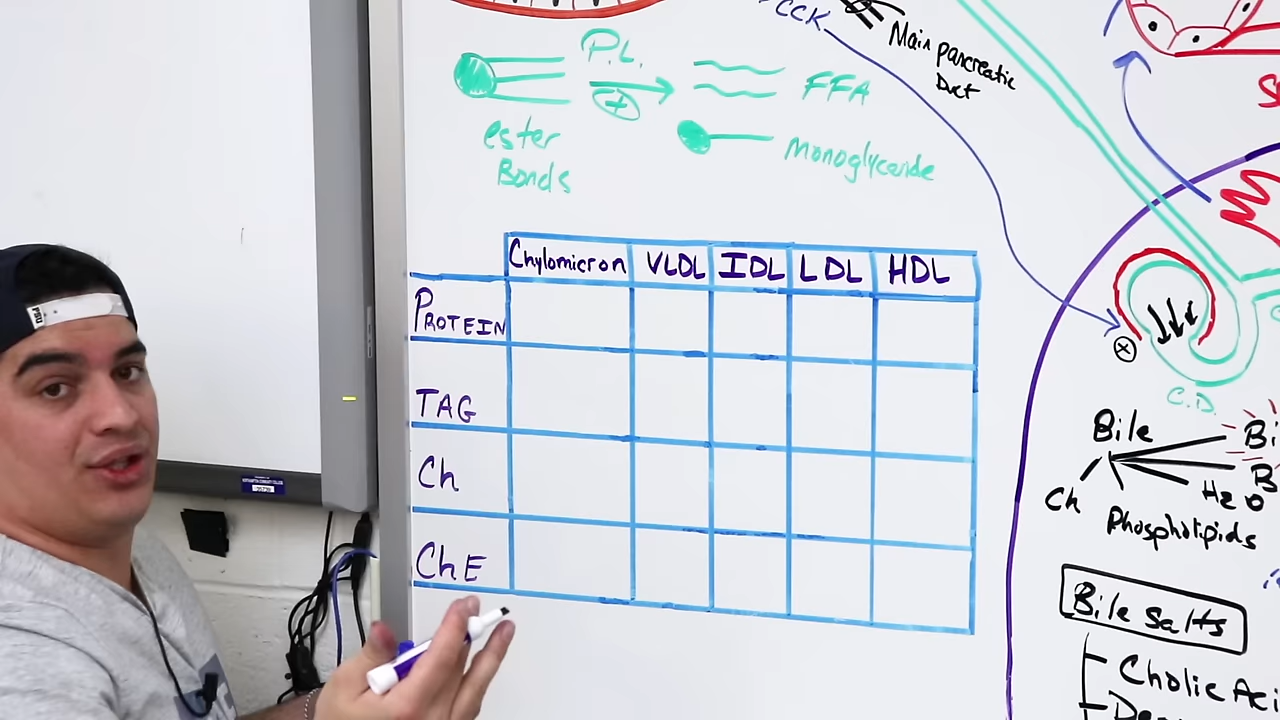 CCK
Main pancreatic
Duct
P.L.
+
FFA
ester
Bonds
Monoglyceride
Chylomicron VLDL IDL LDL HDL
PROTEIN
TAG
Ch
ChE
+
C.D.
Bile
Bi
B
H2O
Ch
Phospholipids
Bile Salts
Cholic Aci